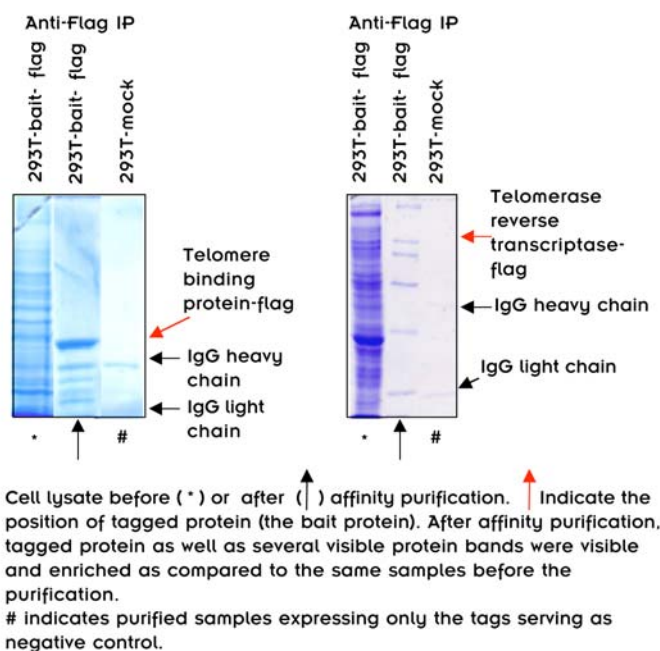 Anti-Flag IP
293T-bait- flag
293T-bait- flag
293T-mock
Telomere
binding
protein-flag
IgG heavy
chain
IgG light
chain
*
#
Anti-Flag IP
293T-bait- flag
293T-bait- flag
293T-mock
Telomerase
reverse
transcriptase-
flag
IgG heavy chain
IgG light chain
*
#
Cell lysate before ( * ) or after ( ) affinity purification. Indicate the
position of tagged protein (the bait protein). After affinity purification,
tagged protein as well as several visible protein bands were visible
and enriched as compared to the same samples before the
purification.
# indicates purified samples expressing only the tags serving as
negative control.